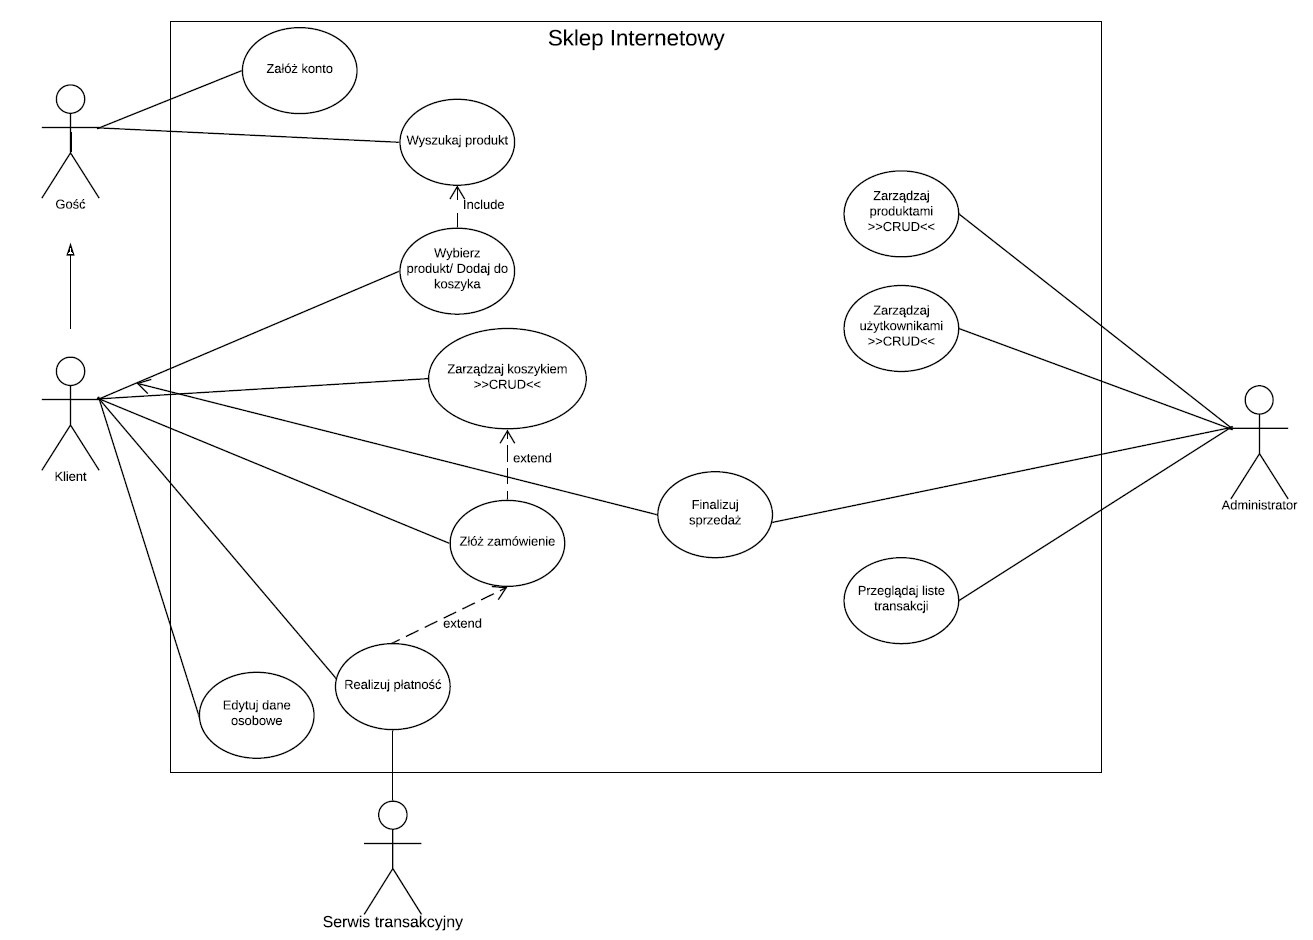 Sklep Internetowy
Załóż konto
Wyszukaj produkt
Gość
Include
Zarządzaj
produktami
>>CRUD<<
Wybierz
produkt/ Dodaj do
koszyka
Zarządzaj
użytkownikami
>>CRUD<<
Zarządzaj koszykiem
>>CRUD<<
Klient
extend
Administrator
Finalizuj
sprzedaż
Złóż zamówienie
Przeglądaj liste
transakcji
extend
Realizuj płatność
Edytuj dane
osobowe
Serwis transakcyjny